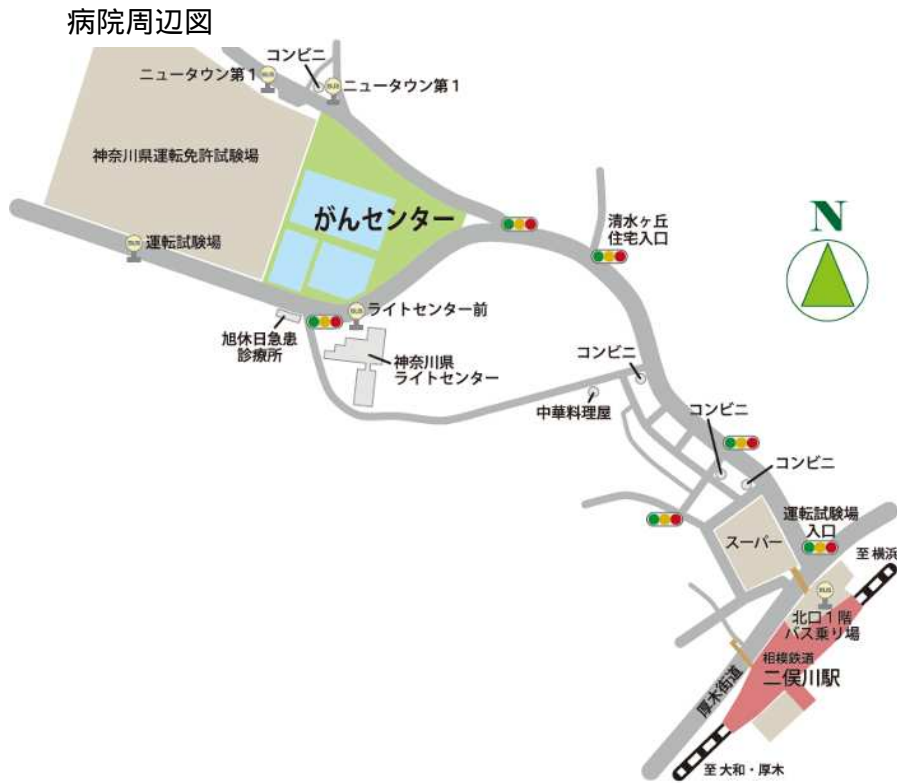 病院周辺図
コンビニ
ニュータウン第1
BUS
BUS
ニュータウン第1
神奈川県運転免許試験場
がんセンター
清水ヶ丘
住宅入口
N
BUS
運転試験場
BUS
ライトセンター前
旭休日急患
診療所
神奈川県
ライトセンター
コンビニ
中華料理屋
コンビニ
コンビニ
運転試験場
入口
スーパー
至 横浜
BUS
北口1階
バス乗り場
相模鉄道
二俣川駅
厚木街道
至 大和・厚木